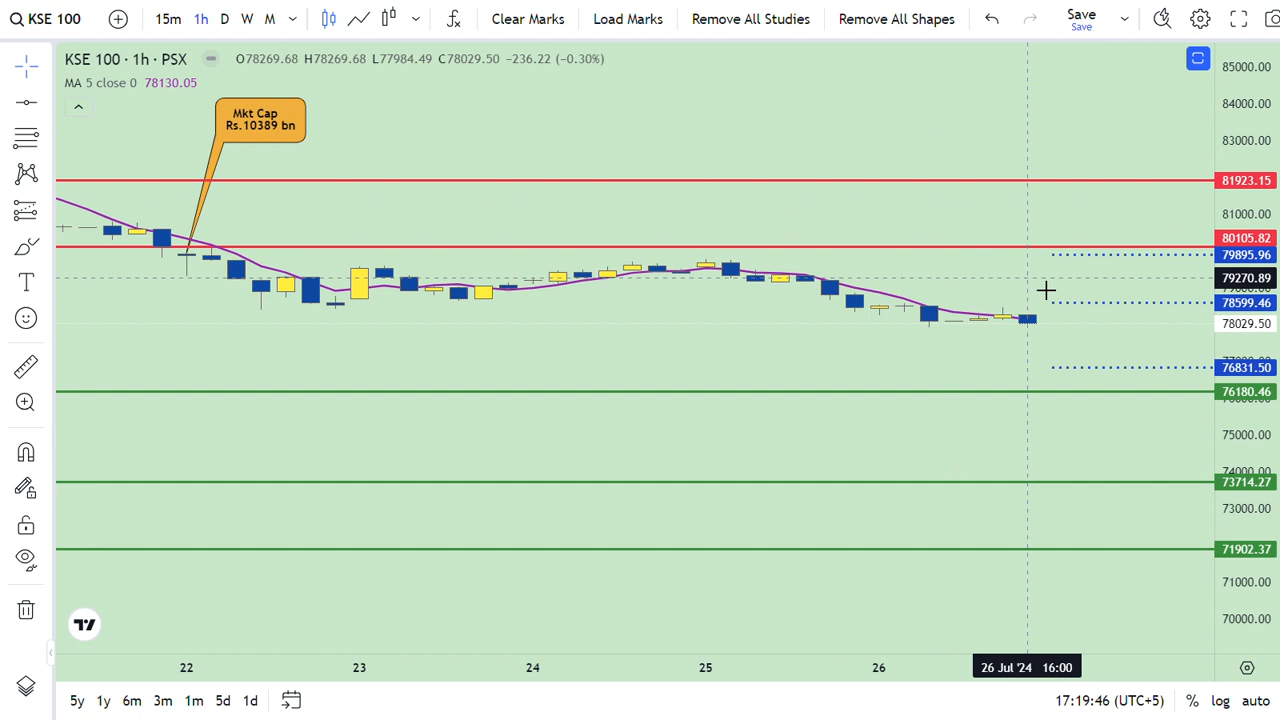 KSE 100
15m
1h
D
W
M
Clear Marks
Load Marks
Remove All Studies
Remove All Shapes
Save
Save
KSE 100 · 1h · PSX
O78269.68 H78269.68 L77984.49 C78029.50 −236.22 (−0.30%)
MA 5 close 0 78130.05
Mkt Cap
Rs.10389 bn
85000.00
84000.00
83000.00
81923.15
81000.00
80105.82
79895.96
79270.89
78599.46
78029.50
76831.50
76180.46
75000.00
74000.00
73714.27
73000.00
71902.37
71000.00
70000.00
22
23
24
25
26
26 Jul '24 16:00
5y
1y
6m
3m
1m
5d
1d
17:19:46 (UTC+5)
%
log
auto